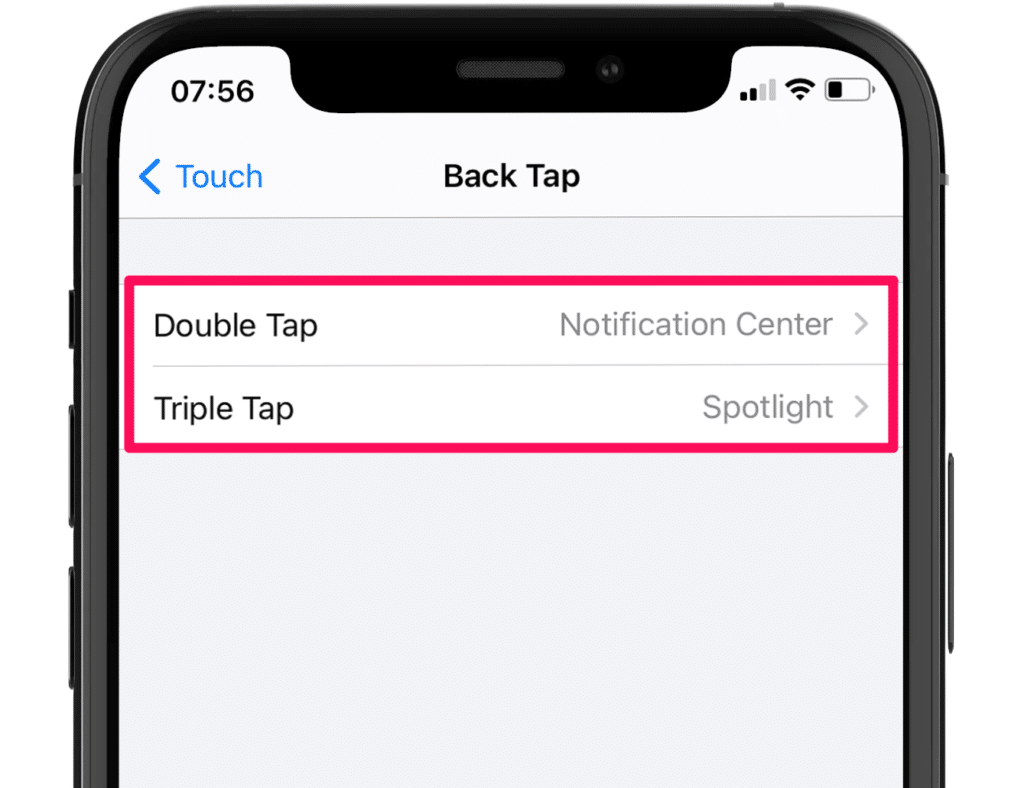 07:56
Touch
Back Tap
Double Tap
Notification Center
Triple Tap
Spotlight